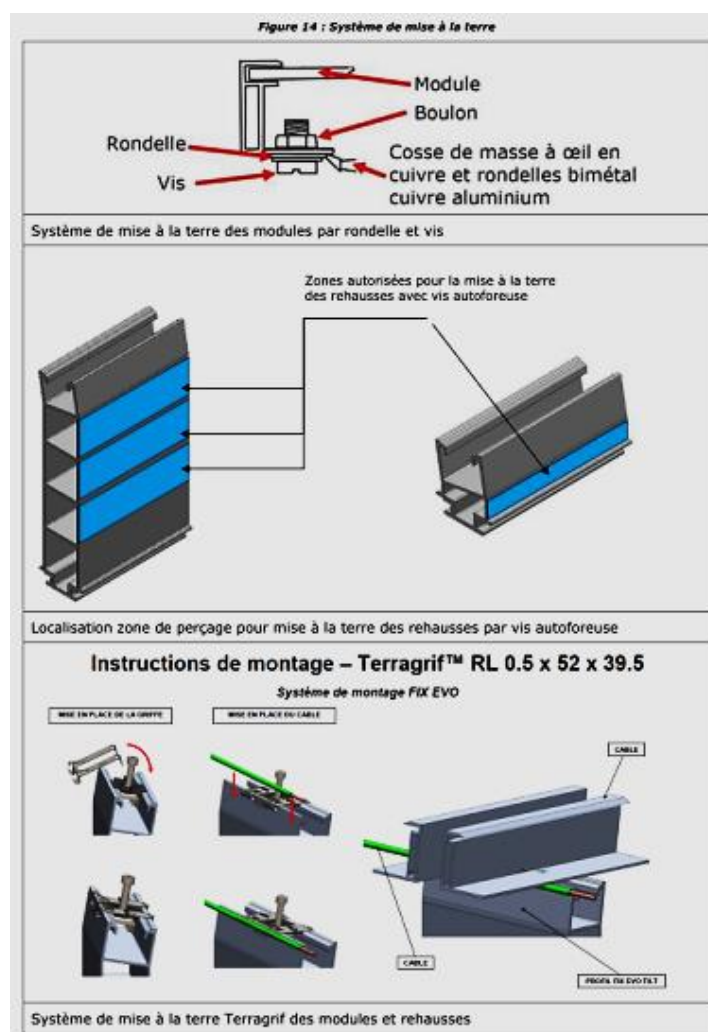 Figure 14 : Système de mise à la terre
Module
Boulon
Rondelle
Cosse de masse à œil en
cuivre et rondelles bimétal
cuivre aluminium
Vis
Système de mise à la terre des modules par rondelle et vis
Zones autorisées pour la mise à la terre
des rehausses avec vis autoforeuse
Localisation zone de perçage pour mise à la terre des rehausses par vis autoforeuse
Instructions de montage – Terragrif™ RL 0.5 x 52 x 39.5
Système de montage FIX EVO
MISE EN PLACE DE LA GRIFFE
MISE EN PLACE DU CABLE
CABLE
CABLE
PROFIL FIX EVO TILT
Système de mise à la terre Terragrif des modules et rehausses